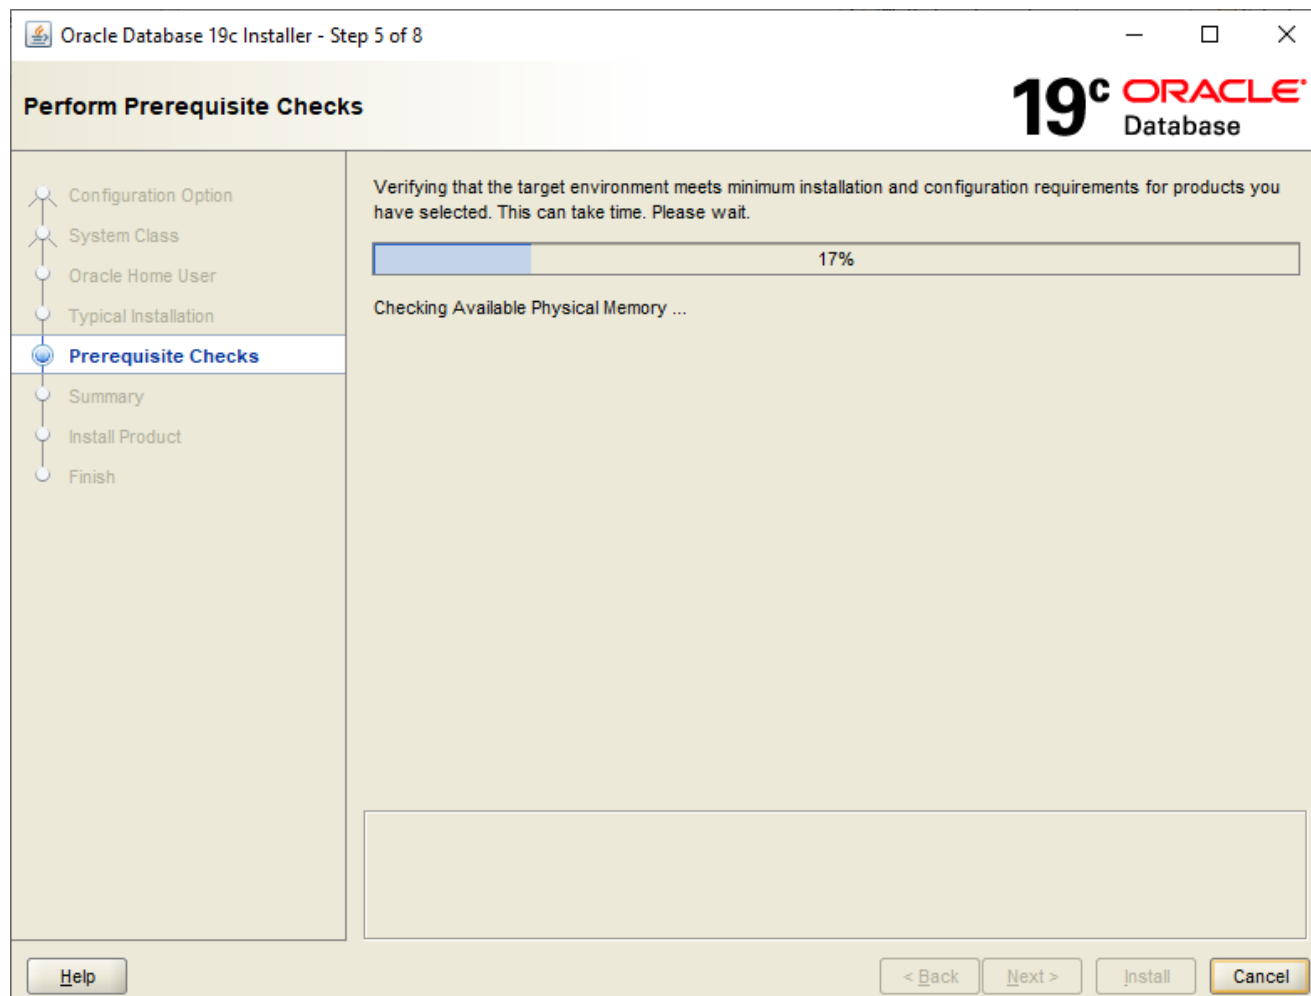 Oracle Database 19c Installer - Step 5 of 8
Perform Prerequisite Checks
19c ORACLE
Database
Configuration Option
System Class
Oracle Home User
Typical Installation
Prerequisite Checks
Summary
Install Product
Finish
Verifying that the target environment meets minimum installation and configuration requirements for products you
have selected. This can take time. Please wait.
17%
Checking Available Physical Memory ...
Help
< Back
Next >
Install
Cancel